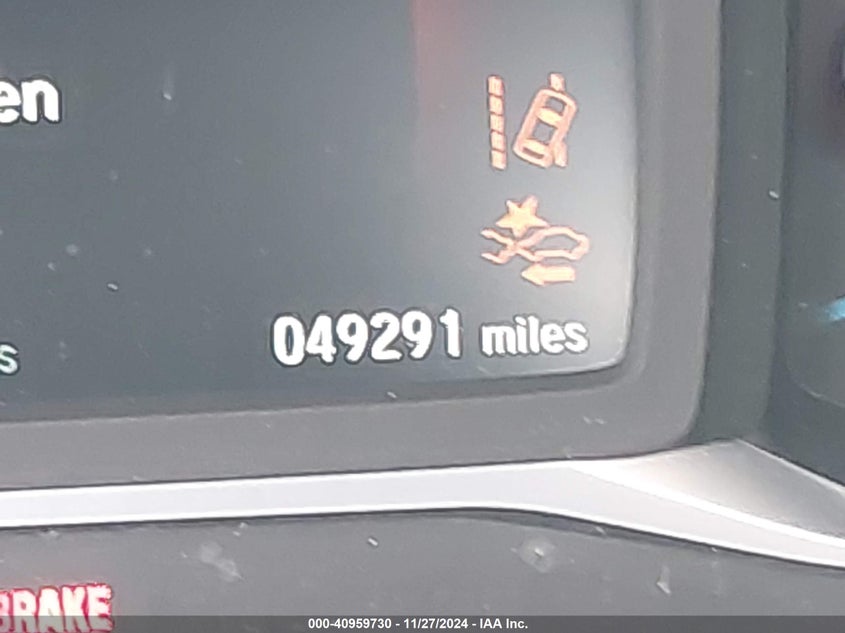 en
049291 miles
s
BRAKE
000-40959730 - 11/27/2024 - IAA Inc.